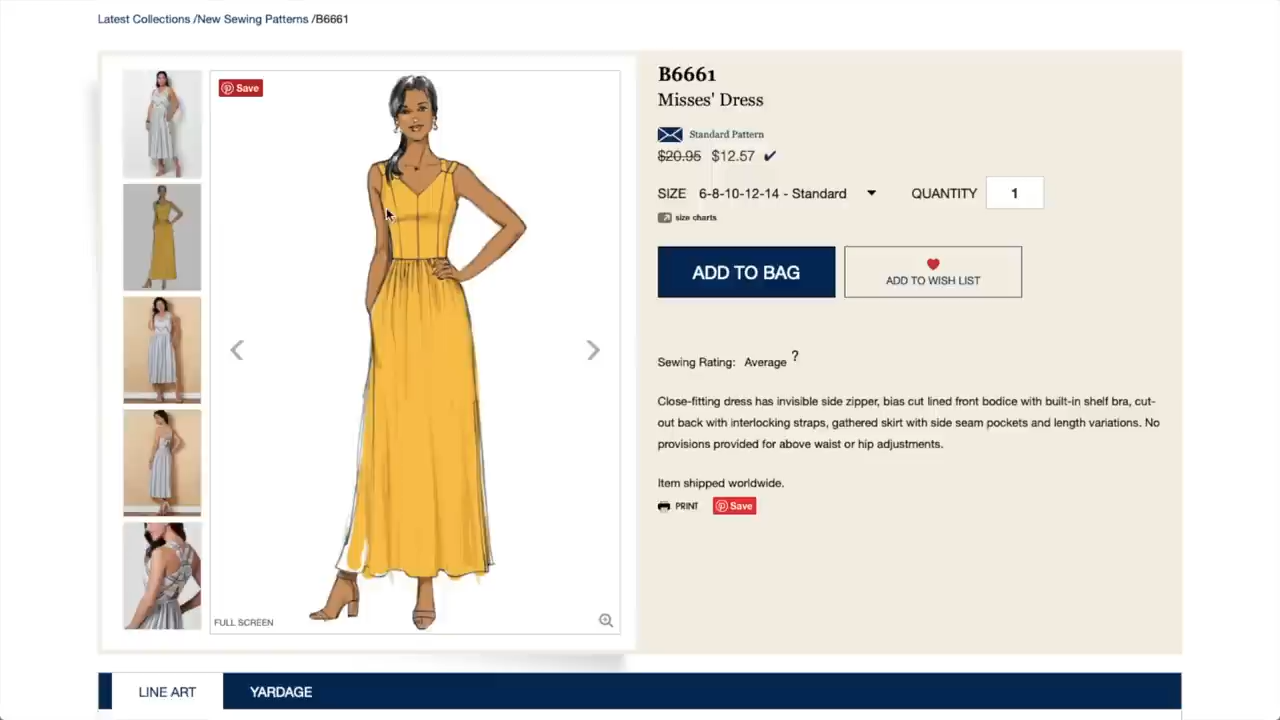 Latest Collections /New Sewing Patterns /B6661
Save
FULL SCREEN
B6661
Misses' Dress
Standard Pattern
$20.95 $12.57 ✔
SIZE 6-8-10-12-14 - Standard QUANTITY 1
size charts
ADD TO BAG
ADD TO WISH LIST
Sewing Rating: Average ?
Close-fitting dress has invisible side zipper, bias cut lined front bodice with built-in shelf bra, cut-
out back with interlocking straps, gathered skirt with side seam pockets and length variations. No
provisions provided for above waist or hip adjustments.
Item shipped worldwide.
PRINT Save
LINE ART YARDAGE